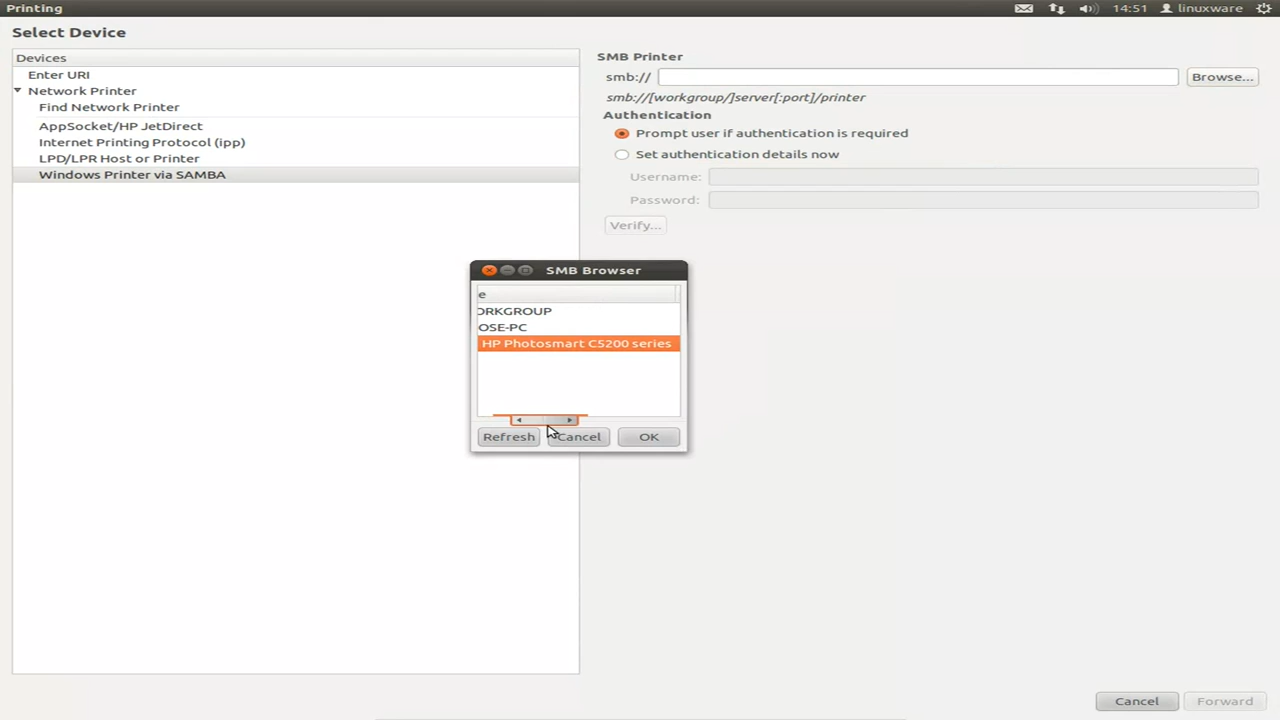 Printing
14:51
linuxware
Select Device
Devices
Enter URI
Network Printer
Find Network Printer
AppSocket/HP JetDirect
Internet Printing Protocol (ipp)
LPD/LPR Host or Printer
Windows Printer via SAMBA
SMB Printer
smb://
Browse...
smb://[workgroup/]server[:port]/printer
Authentication
Prompt user if authentication is required
Set authentication details now
Username:
Password:
Verify...
SMB Browser
e
ORKGROUP
OSE-PC
HP Photosmart C5200 series
Refresh
Cancel
OK
Cancel
Forward